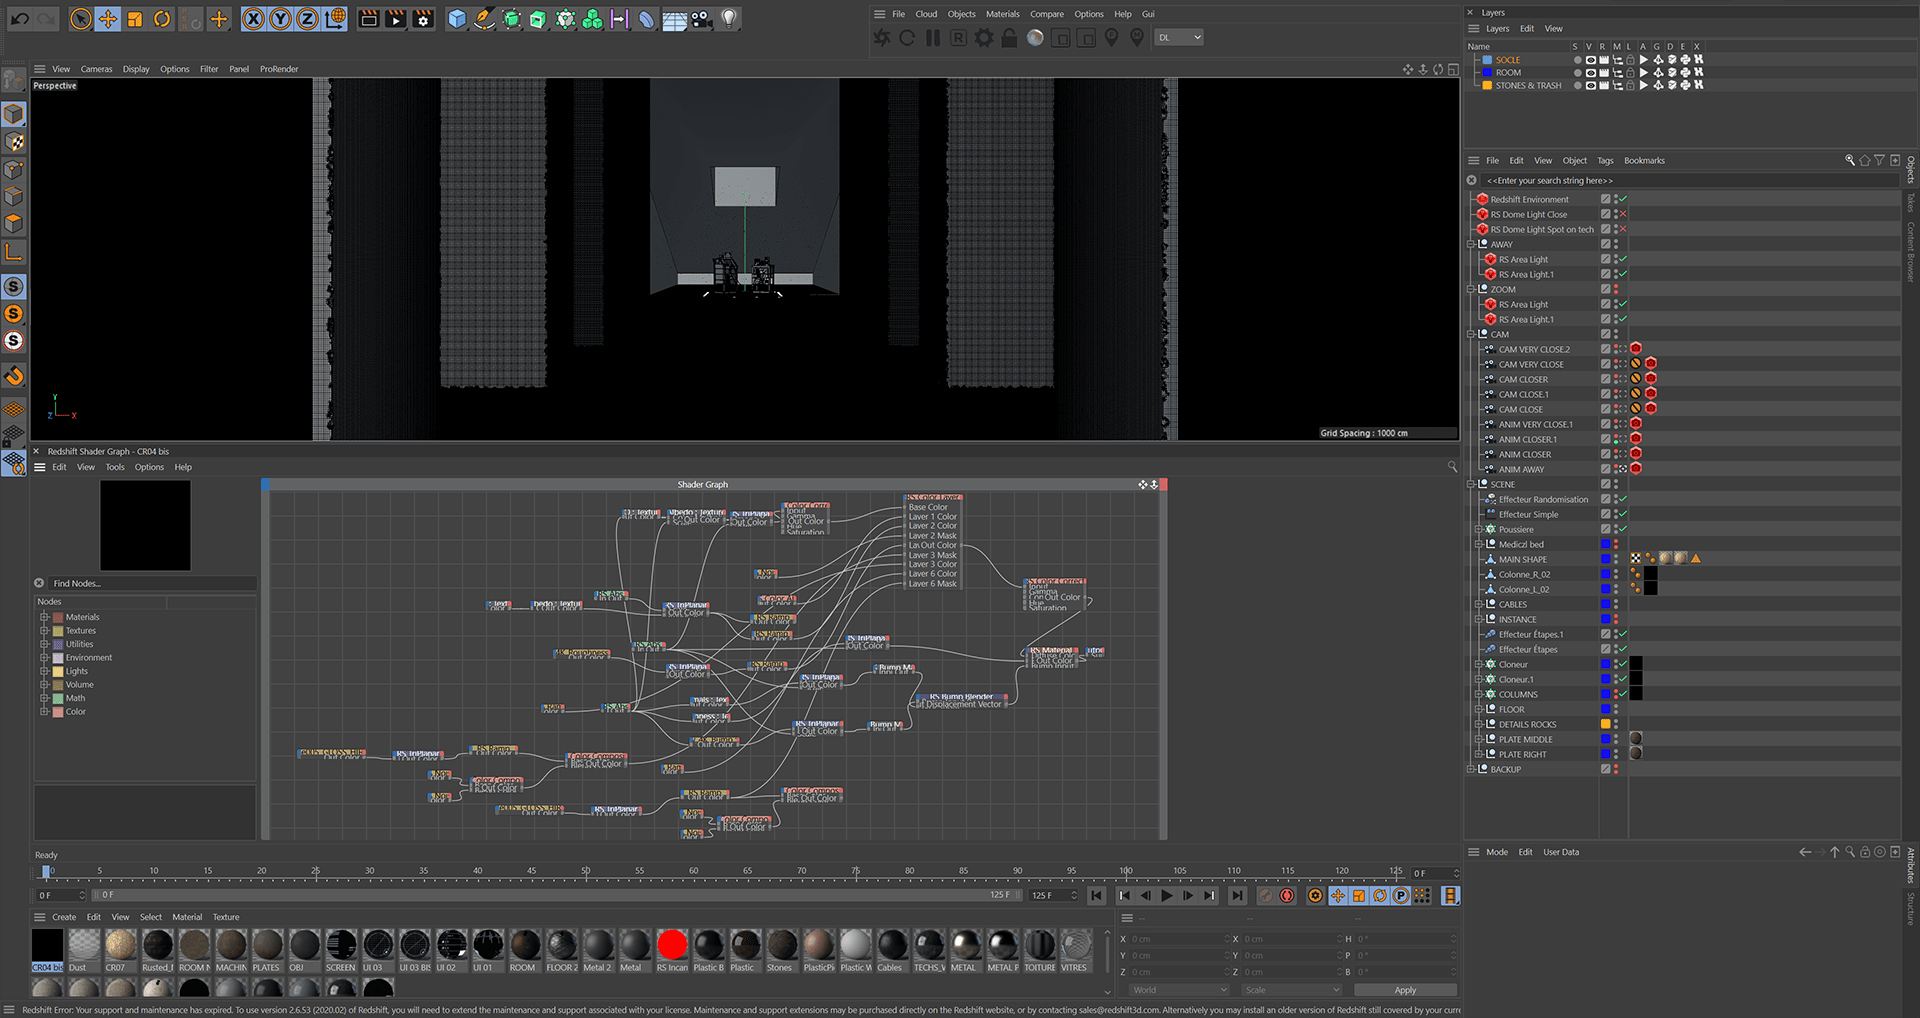 File Cloud Objects Materials Compare Options Help Gui
DL
View Cameras Display Options Filter Panel ProRender
Perspective
Grid Spacing : 1000 cm
Layers
Layers Edit View
Name S V R M L A G D E X
SOCLE
ROOM
STONES & TRASH
File Edit View Object Tags Bookmarks
<<Enter your search string here>>
Redshift Environment
RS Dome Light Close
RS Dome Light Spot on tech
AWAY
RS Area Light
RS Area Light.1
ZOOM
RS Area Light
RS Area Light.1
CAM
CAM VERY CLOSE.2
CAM VERY CLOSE
CAM CLOSER
CAM CLOSE.1
CAM CLOSE
ANIM VERY CLOSE.1
ANIM CLOSER.1
ANIM CLOSER
ANIM AWAY
SCENE
Effecteur Randomisation
Effecteur Simple
Poussiere
Mediczl bed
MAIN SHAPE
Colonne_R_02
Colonne_L_02
CABLES
INSTANCE
Effecteur Étapes.1
Effecteur Étapes
Cloneur
Cloneur.1
COLUMNS
FLOOR
DETAILS ROCKS
PLATE MIDDLE
PLATE RIGHT
BACKUP
Objects
Takes
Content Browser
Mode Edit User Data
Attributes
Structure
Redshift Shader Graph - CR04 bis
Edit View Tools Options Help
Find Nodes...
Nodes
Materials
Textures
Utilities
Environment
Lights
Volume
Math
Color
Shader Graph
RS Color Layer
Base Color
Layer 1 Color
Layer 2 Color
Layer 2 Mask
Out Color
Layer 3 Mask
Layer 3 Color
Layer 6 Color
Layer 6 Mask
RS Material
RS Bump Blender
Displacement Vector
Ready
0 5 10 15 20 25 30 35 40 45 50 55 60 65 70 75 80 85 90 95 100 105 110 115 120 125
0 F
0 F 0 F 125 F 125 F
Create Edit View Select Material Texture
CR04 bis Dust CR07 Rusted_ ROOM MACHIN PLATES OBJ SCREEN UI 03 UI 03 BIS UI 02 UI 01 ROOM FLOOR 2 Metal 2 Metal RS Incan Plastic B Plastic Stones PlasticPi Plastic W Cables TECHS_ METAL METAL P TOITURE VITRES
X 0 cm X 0 cm H 0 °
Y 0 cm Y 0 cm P 0 °
Z 0 cm Z 0 cm B 0 °
World Scale Apply
Redshift Error: Your support and maintenance has expired. To use version 2.6.53 (2020.02) of Redshift, you will need to extend the maintenance and support associated with your license. Maintenance and support extensions may be purchased directly on the Redshift website, or by contacting sales@redshift3d.com. Alternatively you may install an older version of Redshift still covered by your curre